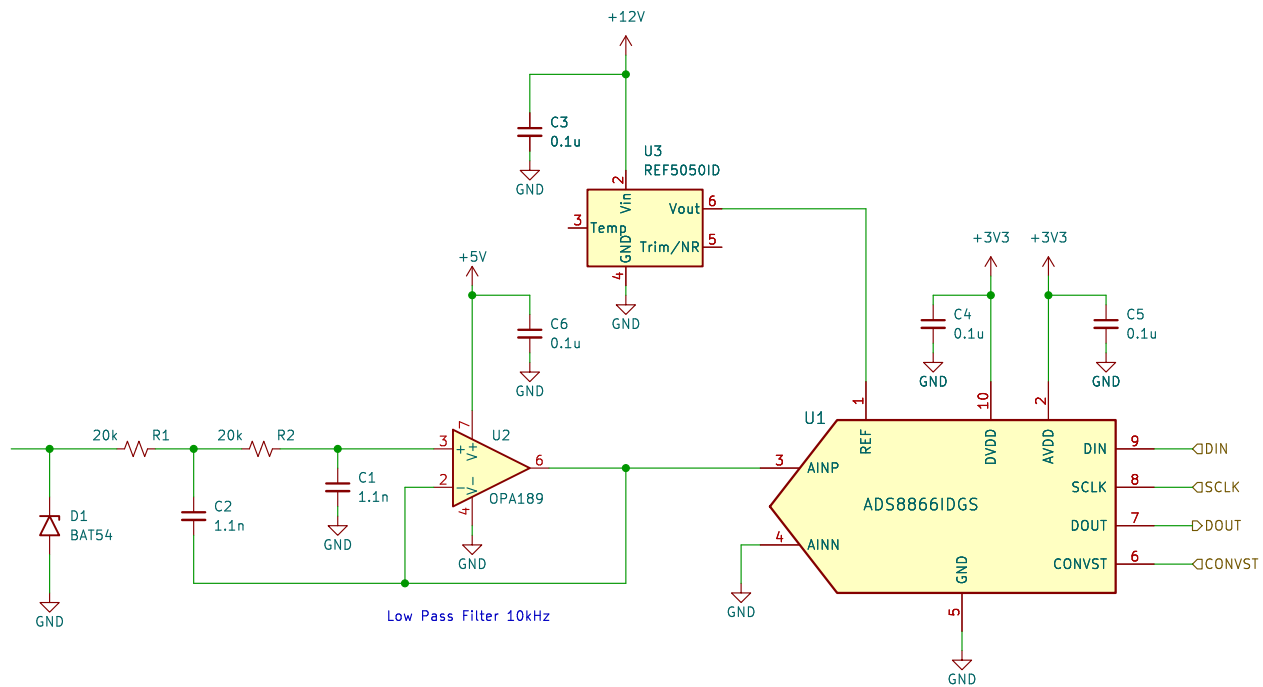 +12V
C3
0.1u
GND
U3
REF5050ID
2
Vin
Vout
6
3
Temp
GND
Trim/NR
5
4
GND
+5V
C6
0.1u
GND
+3V3
+3V3
C4
0.1u
GND
C5
0.1u
GND
20k
R1
20k
R2
C1
1.1n
GND
C2
1.1n
D1
BAT54
GND
7
3
+
V+
2
-
V-
4
6
U2
OPA189
GND
Low Pass Filter 10kHz
U1
1
REF
10
DVDD
2
AVDD
3
AINP
4
AINN
GND
ADS8866IDGS
DIN
9
DIN
SCLK
8
SCLK
DOUT
7
DOUT
CONVST
6
CONVST
GND
5
GND